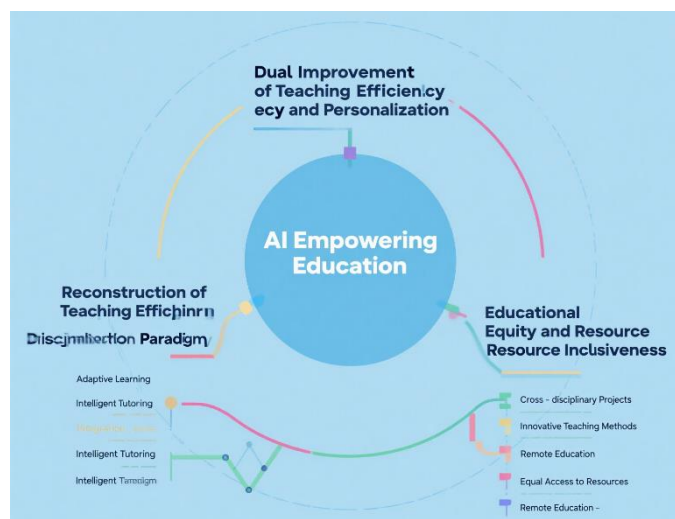 Dual Improvement
of Teaching Efficiency
ecy and Personalization
AI Empowering
Education
Reconstruction of
Teaching
Paradigm
Educational
Equity and Resource
Resource Inclusiveness
Adaptive Learning
Intelligent Tutoring
Intelligent Tutoring
Intelligent
Cross - disciplinary Projects
Innovative Teaching Methods
Remote Education
Equal Access to Resources
Remote Education -